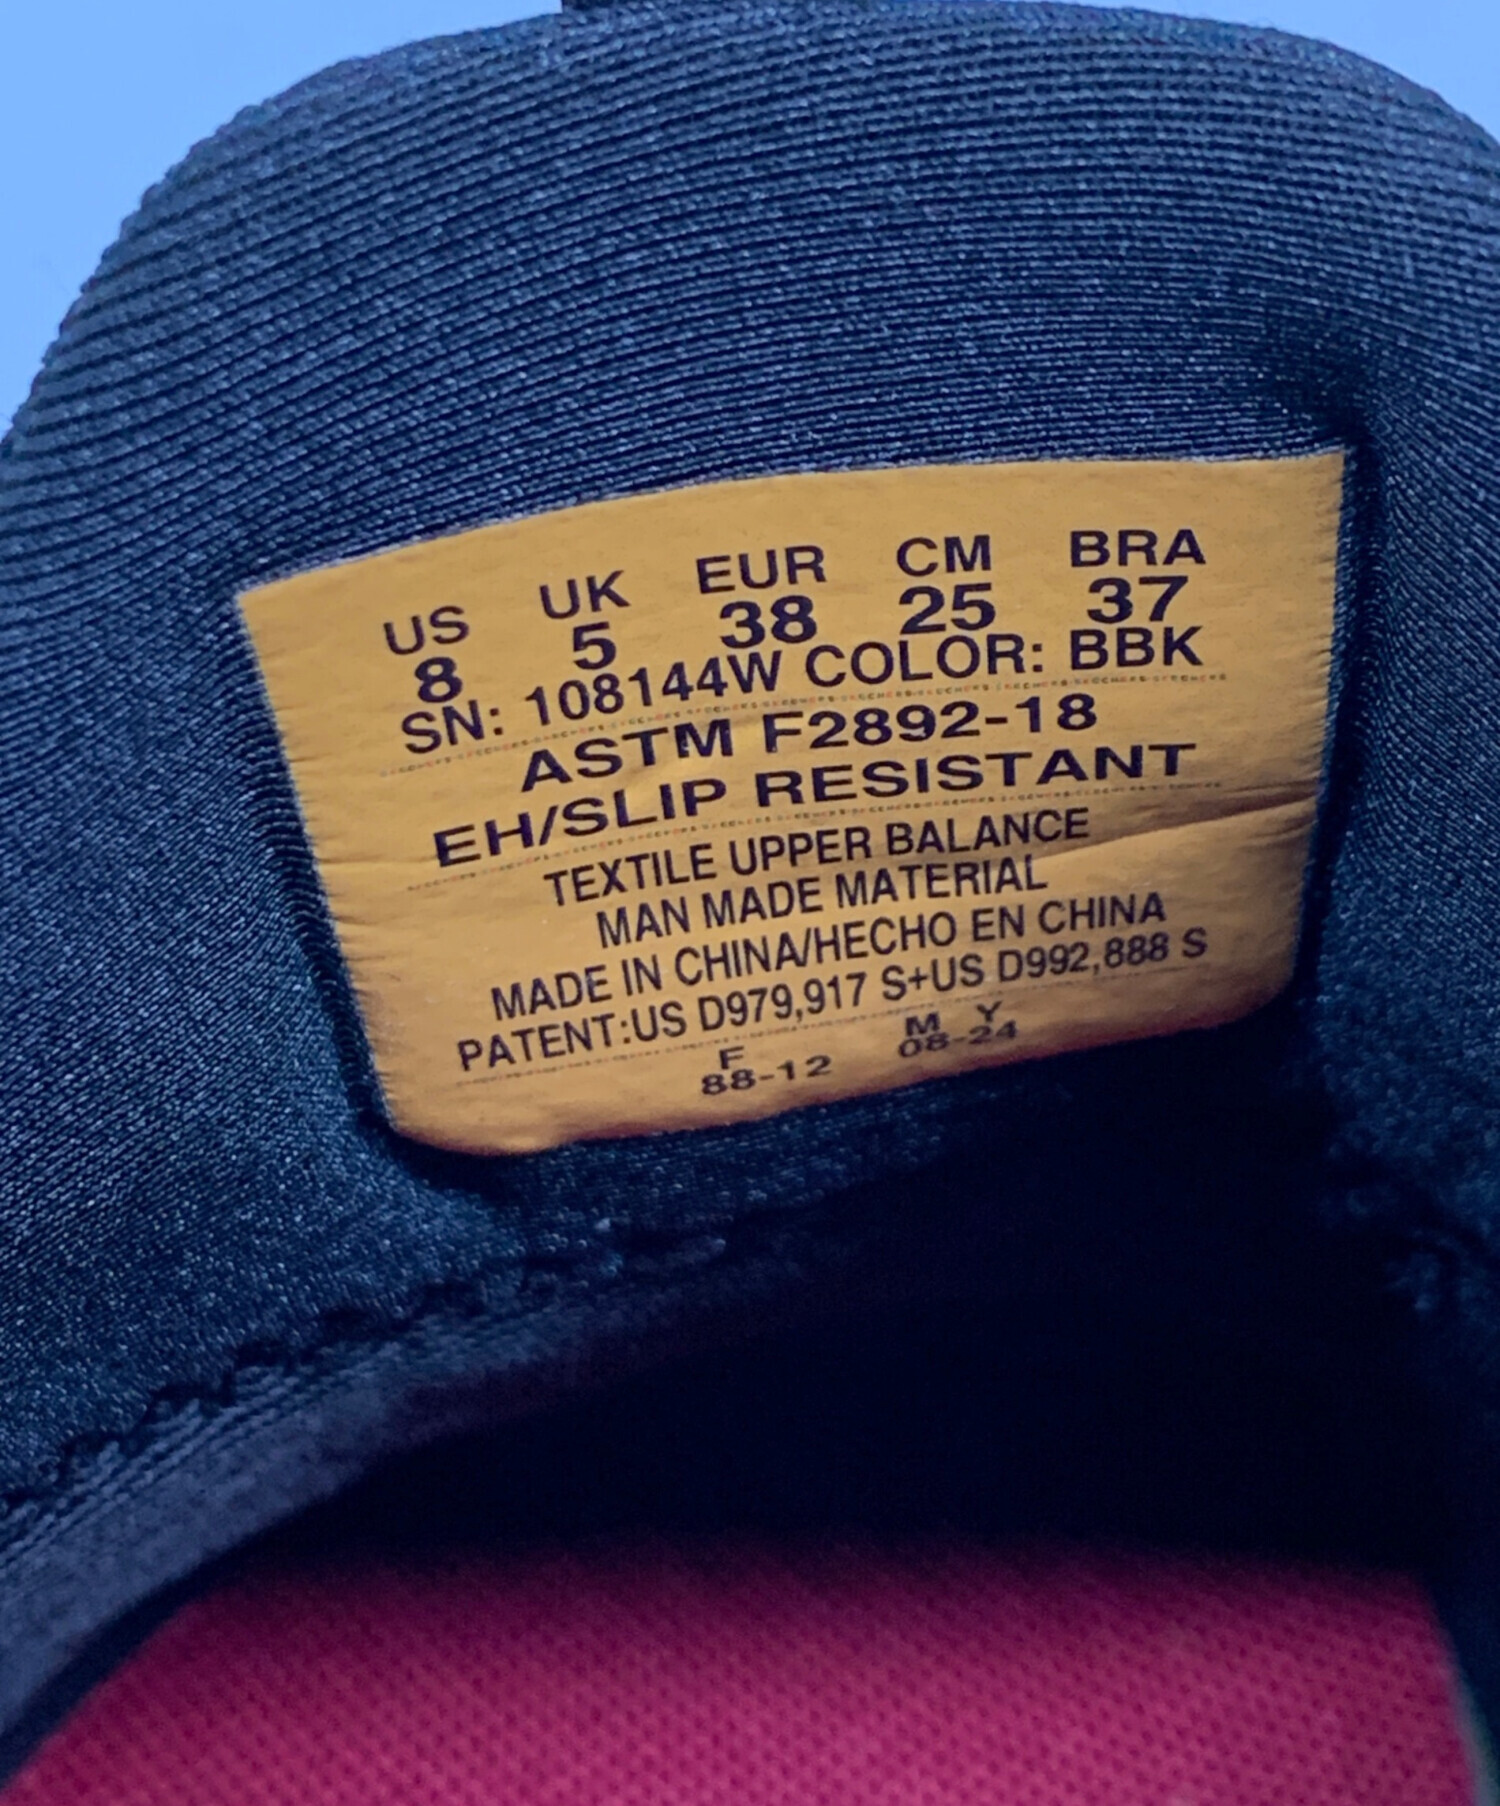 US UK EUR CM BRA
8 5 38 25 37
SN: 108144W COLOR: BBK
ASTM F2892-18
EH/SLIP RESISTANT
TEXTILE UPPER BALANCE
MAN MADE MATERIAL
MADE IN CHINA/HECHO EN CHINA
PATENT:US D979,917 S+US D992,888 S
F M Y
88-12 08-24